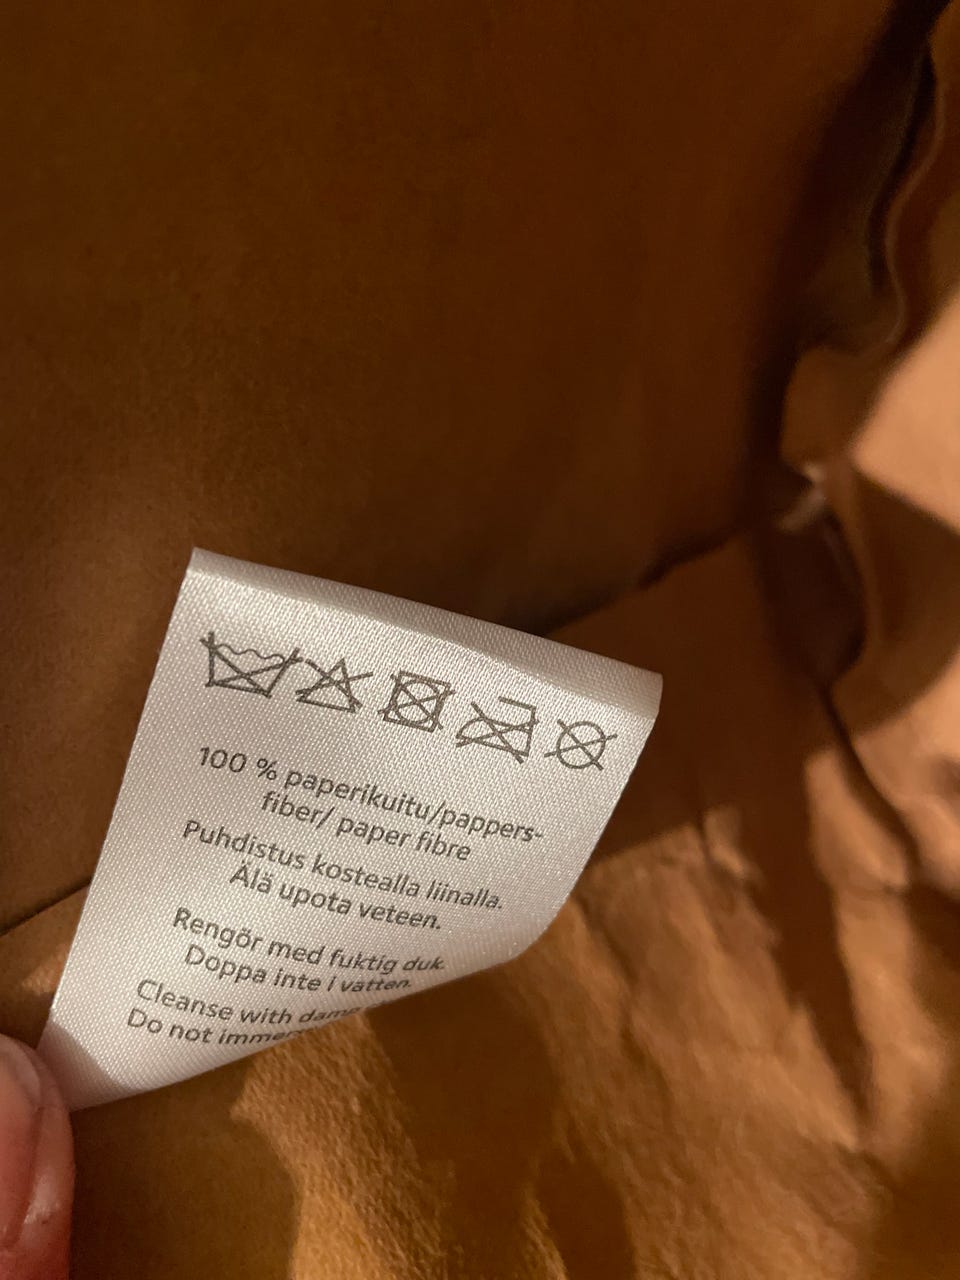 100 % paperikuitu/pappers-
fiber/ paper fibre
Puhdistus kostealla liinalla.
Älä upota veteen.
Rengör med fuktig duk.
Doppa inte i vatten.
Cleanse with
Do not